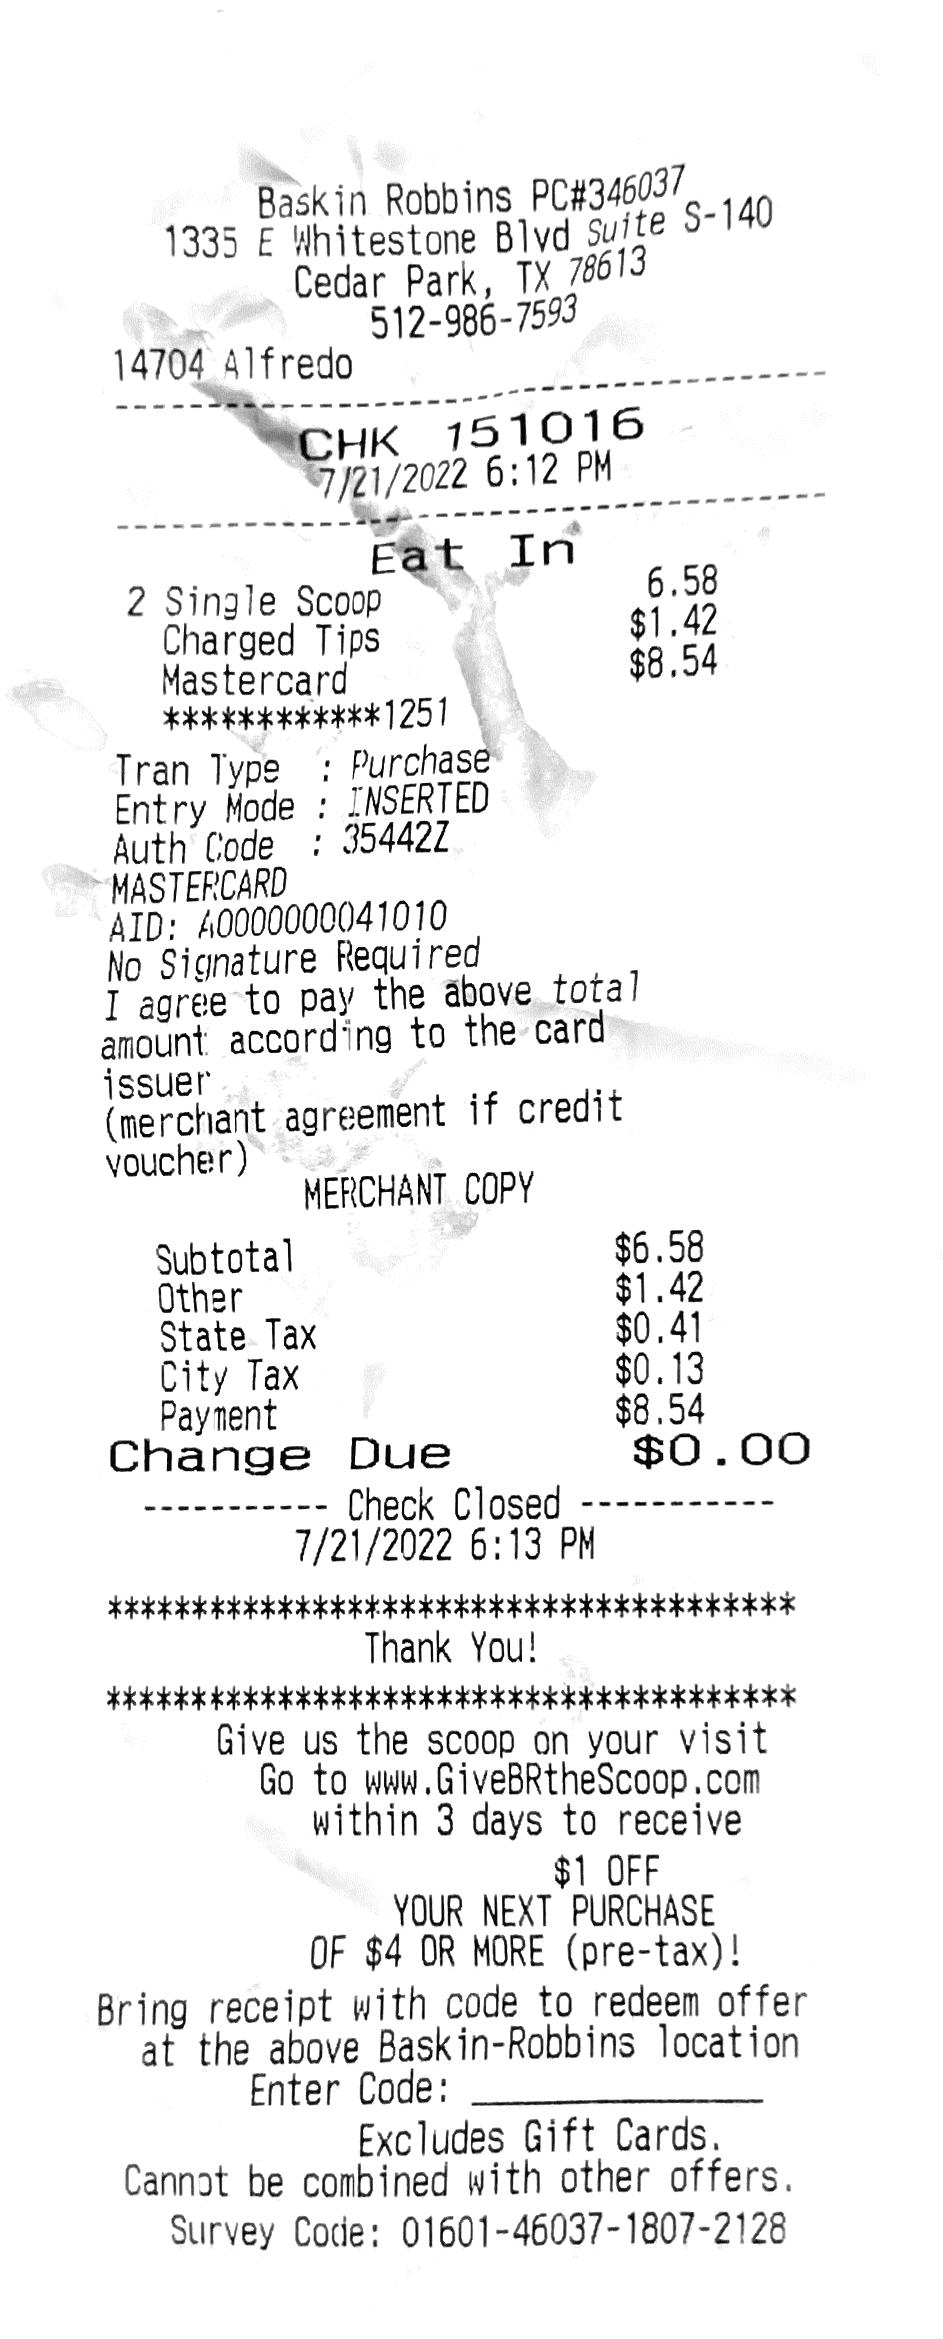 Baskin Robbins PC#346037
1335 E Whitestone Blvd Suite S-140
Cedar Park, TX 78613
512-986-7593
14704 Alfredo
------------------------------------------
CHK 151016
7/21/2022 6:12 PM
------------------------------------------
Eat In
2 Single Scoop 6.58
Charged Tips $1.42
Mastercard $8.54
************1251
Tran Type : Purchase
Entry Mode : INSERTED
Auth Code : 35442Z
MASTERCARD
AID: A0000000041010
No Signature Required
I agree to pay the above total
amount according to the card
issuer
(merchant agreement if credit
voucher)
MERCHANT COPY
Subtotal $6.58
Other $1.42
State Tax $0.41
City Tax $0.13
Payment $8.54
Change Due $0.00
----------- Check Closed -----------
7/21/2022 6:13 PM
*****************************************
Thank You!
*****************************************
Give us the scoop on your visit
Go to www.GiveBRtheScoop.com
within 3 days to receive
$1 OFF
YOUR NEXT PURCHASE
OF $4 OR MORE (pre-tax)!
Bring receipt with code to redeem offer
at the above Baskin-Robbins location
Enter Code: ________________
Excludes Gift Cards.
Cannot be combined with other offers.
Survey Code: 01601-46037-1807-2128